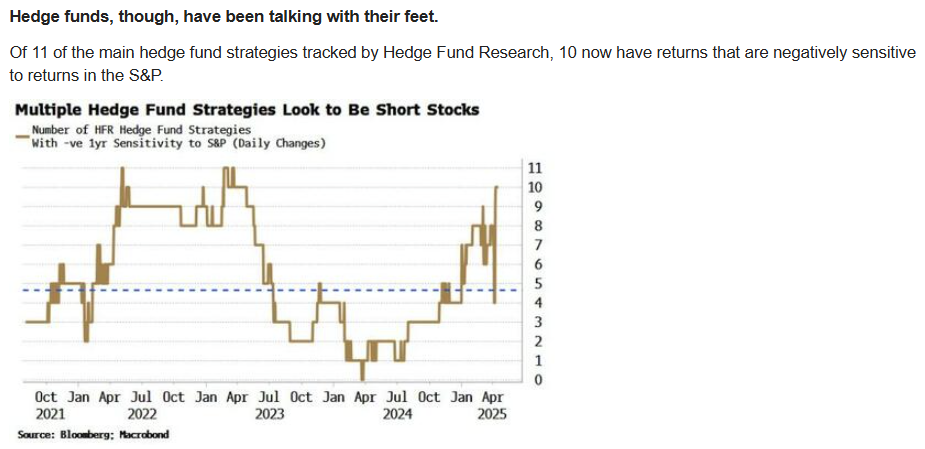 Hedge funds, though, have been talking with their feet.
Of 11 of the main hedge fund strategies tracked by Hedge Fund Research, 10 now have returns that are negatively sensitive
to returns in the S&P.
Multiple Hedge Fund Strategies Look to Be Short Stocks
Number of HFR Hedge Fund Strategies
With -ve 1yr Sensitivity to S&P (Daily Changes)
11
10
9
8
7
6
5
4
3
2
1
0
Oct Jan Apr Jul Oct Jan Apr Jul Oct Jan Apr Jul Oct Jan Apr
2021 2022 2023 2024 2025
Source: Bloomberg; Macrobond